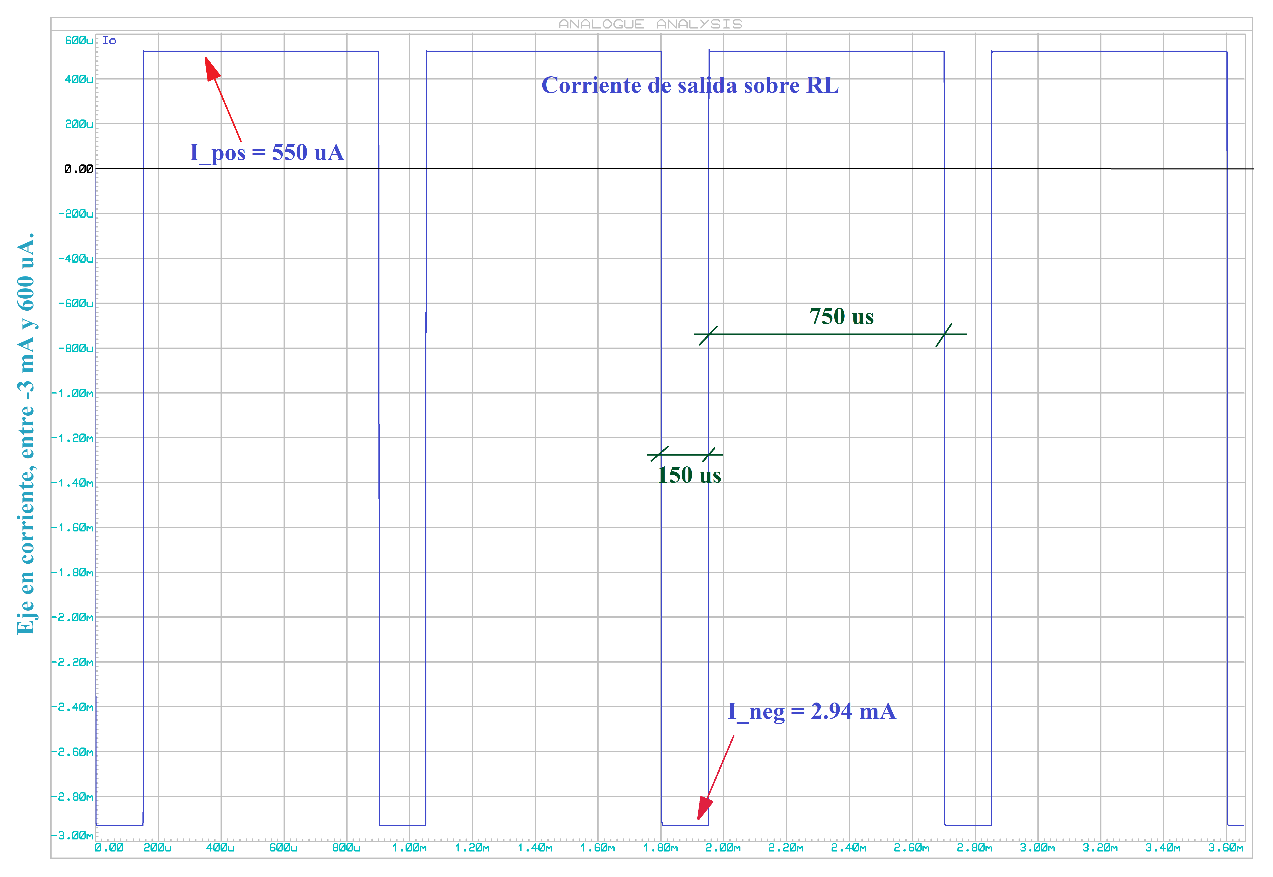 ANALOGUE ANALYSIS
600u
Io
400u
200u
0.00
-200u
-400u
-600u
-800u
-1.00m
-1.20m
-1.40m
-1.60m
-1.80m
-2.00m
-2.20m
-2.40m
-2.60m
-2.80m
-3.00m
Corriente de salida sobre RL
I_pos = 550 uA
Eje en corriente, entre -3 mA y 600 uA.
750 us
150 us
I_neg = 2.94 mA
0.00 200u 400u 600u 800u 1.00m 1.20m 1.40m 1.60m 1.80m 2.00m 2.20m 2.40m 2.60m 2.80m 3.00m 3.20m 3.40m 3.60m